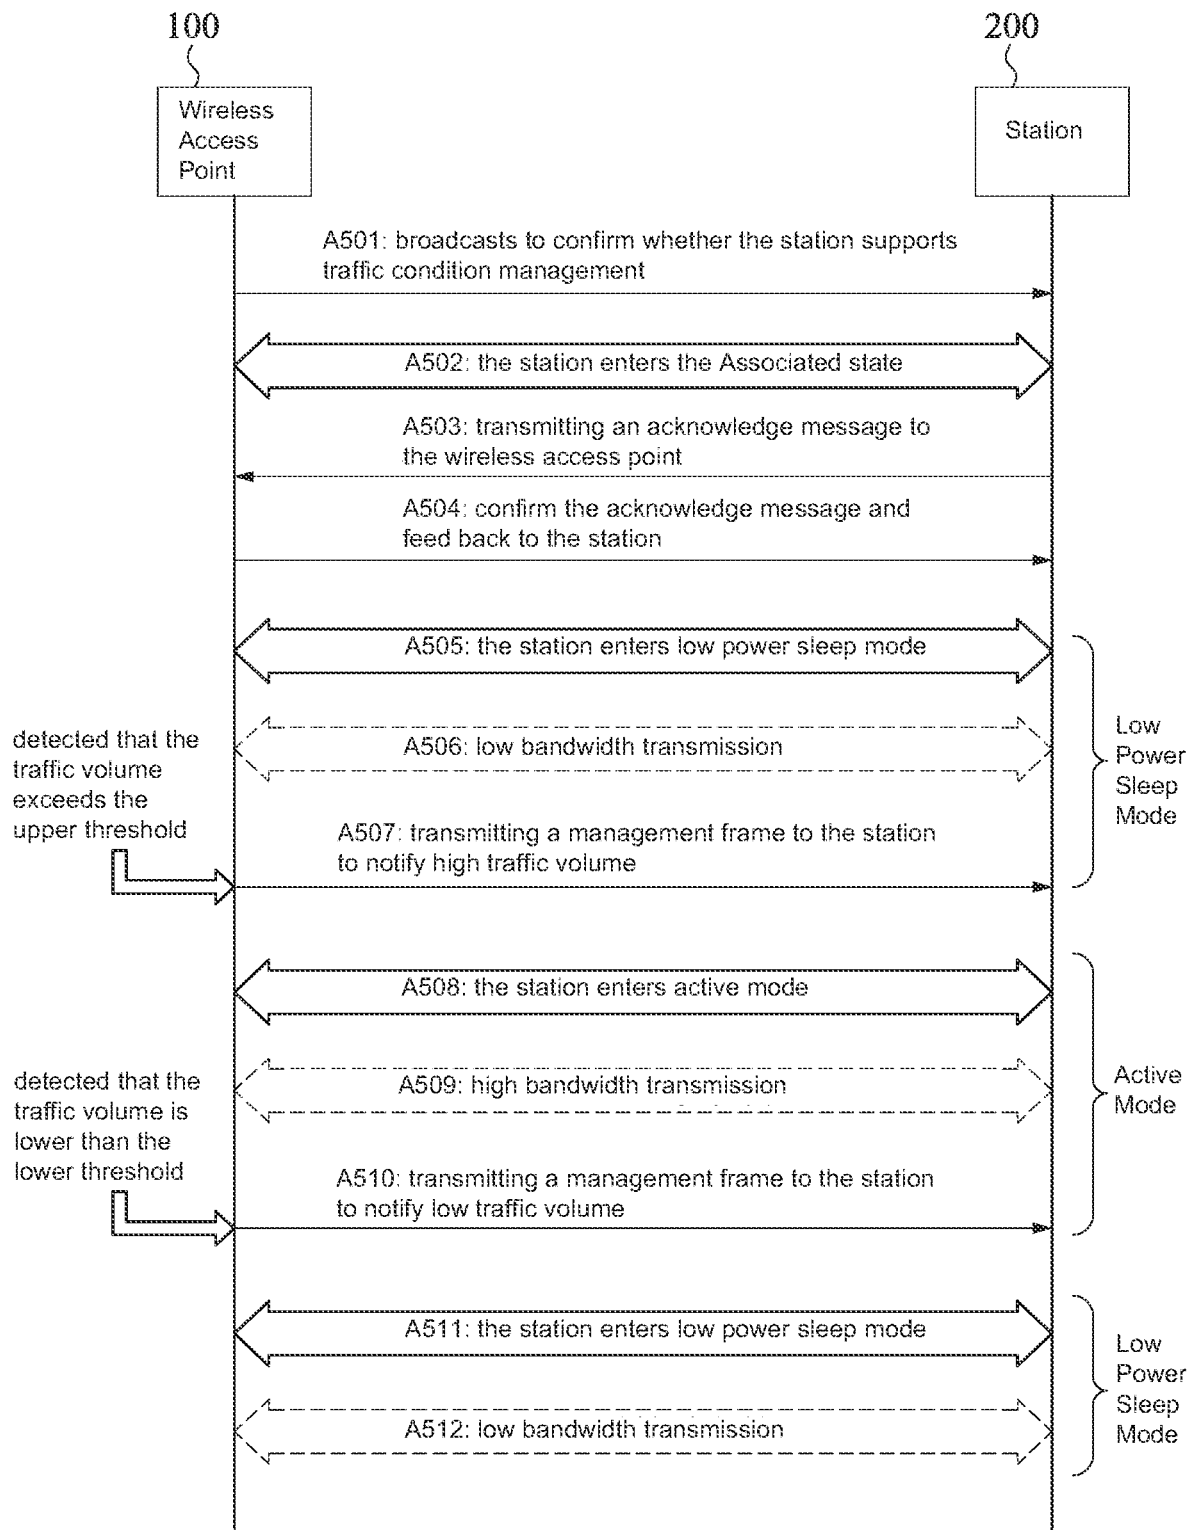 100
200
Wireless
Access
Point
Station
A501: broadcasts to confirm whether the station supports
traffic condition management
A502: the station enters the Associated state
A503: transmitting an acknowledge message to
the wireless access point
A504: confirm the acknowledge message and
feed back to the station
A505: the station enters low power sleep mode
A506: low bandwidth transmission
Low
Power
Sleep
Mode
detected that the
traffic volume
exceeds the
upper threshold
A507: transmitting a management frame to the station
to notify high traffic volume
A508: the station enters active mode
A509: high bandwidth transmission
Active
Mode
detected that the
traffic volume is
lower than the
lower threshold
A510: transmitting a management frame to the station
to notify low traffic volume
A511: the station enters low power sleep mode
A512: low bandwidth transmission
Low
Power
Sleep
Mode